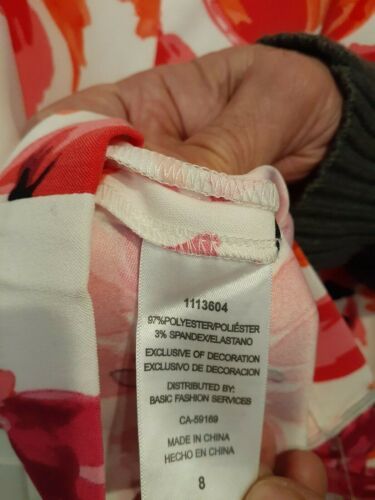 1113604
97%POLYESTER/POLIÉSTER
3% SPANDEX/ELASTANO
EXCLUSIVE OF DECORATION
EXCLUSIVO DE DECORACION
DISTRIBUTED BY:
BASIC FASHION SERVICES
CA-59169
MADE IN CHINA
HECHO EN CHINA
8